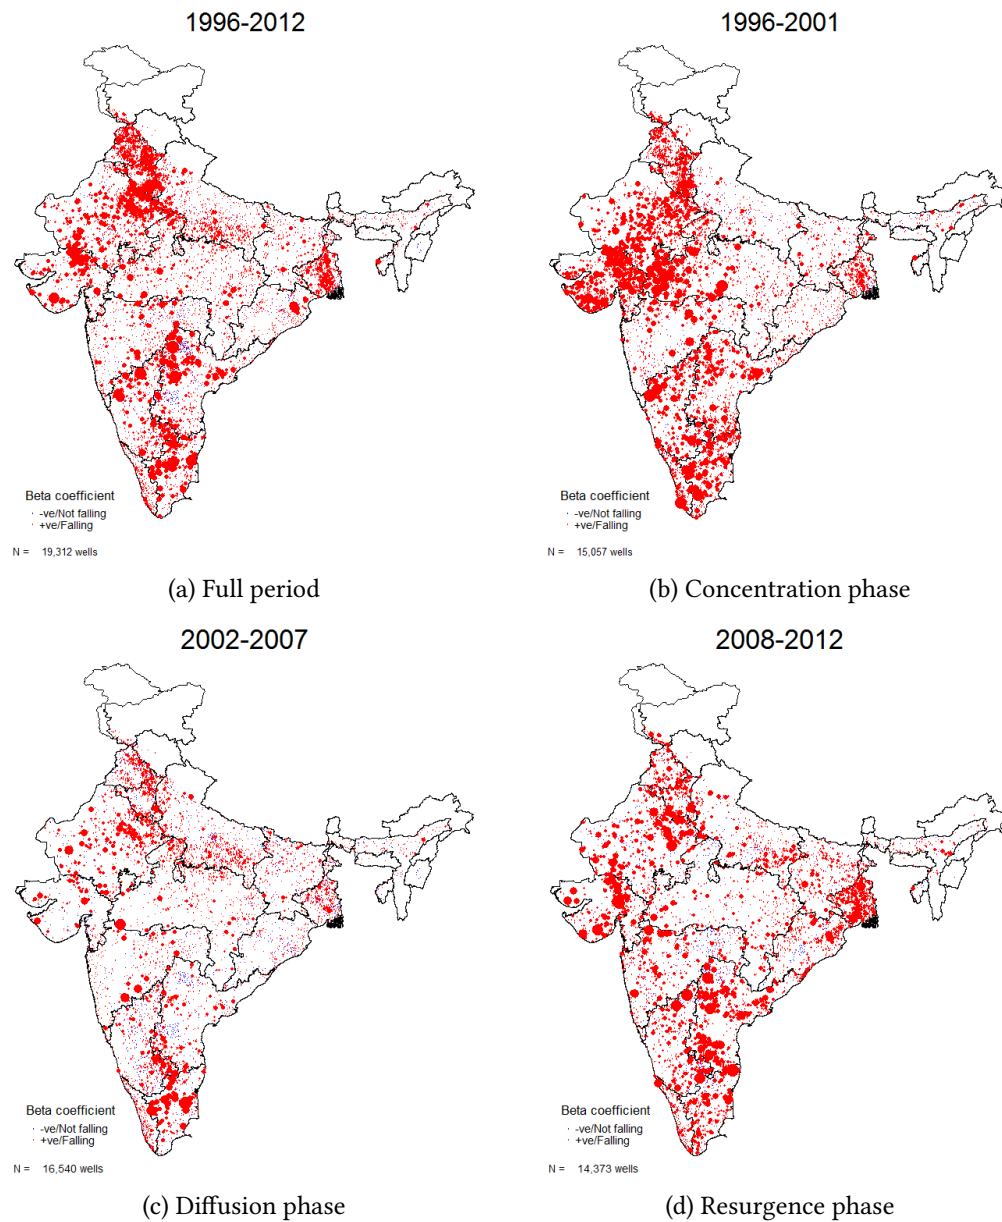 1996-2012
Beta coefficient
-ve/Not falling
+ve/Falling
N = 19,312 wells
(a) Full period
1996-2001
Beta coefficient
-ve/Not falling
+ve/Falling
N = 15,057 wells
(b) Concentration phase
2002-2007
Beta coefficient
-ve/Not falling
+ve/Falling
N = 16,540 wells
(c) Diffusion phase
2008-2012
Beta coefficient
-ve/Not falling
+ve/Falling
N = 14,373 wells
(d) Resurgence phase